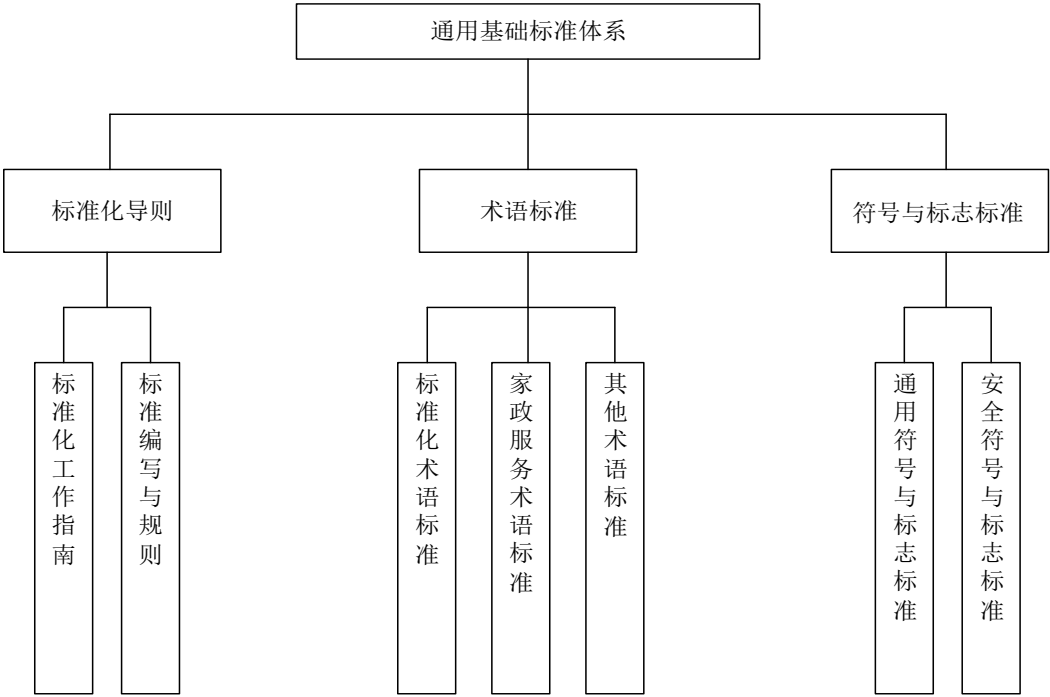 通用基础标准体系
标准化导则
术语标准
符号与标志标准
标准化工作指南
标准编写与规则
标准化术语标准
家政服务术语标准
其他术语标准
通用符号与标志标准
安全符号与标志标准